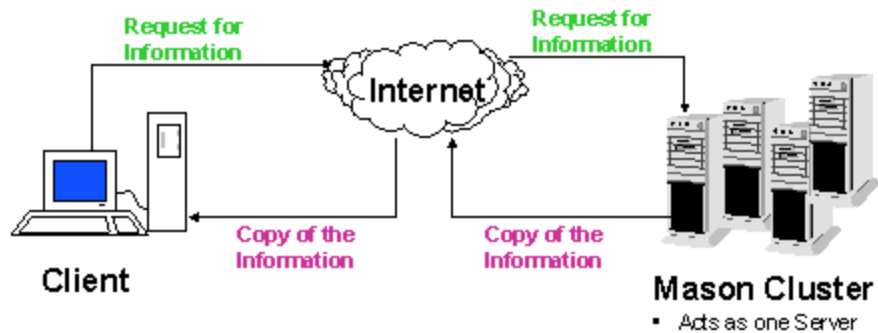 Request for
Information
Request for
Information
Internet
Copy of the
Information
Copy of the
Information
Client
Mason Cluster
▪ Acts as one Server